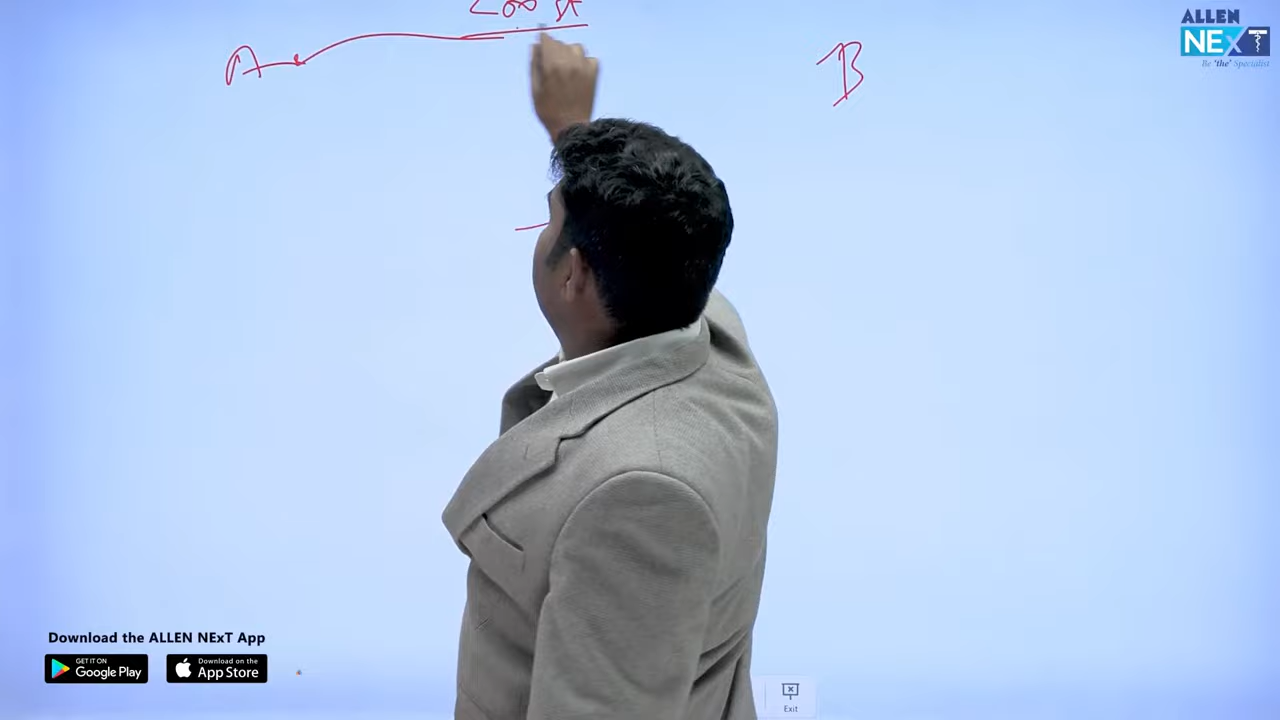 A
B
ALLEN
NExT
Be 'the' Specialist
Download the ALLEN NExT App
GET IT ON
Google Play
Download on the
App Store
Exit